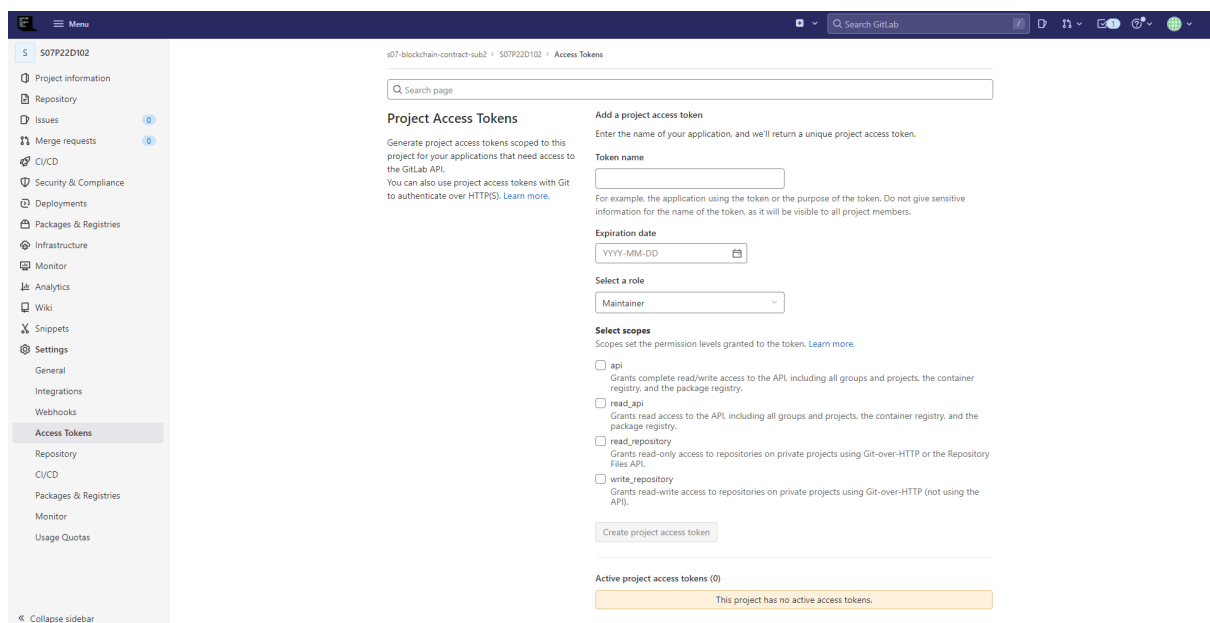 Menu
Search GitLab
/
1
S
S07P22D102
Project information
Repository
Issues
0
Merge requests
0
CI/CD
Security & Compliance
Deployments
Packages & Registries
Infrastructure
Monitor
Analytics
Wiki
Snippets
Settings
General
Integrations
Webhooks
Access Tokens
Repository
CI/CD
Packages & Registries
Monitor
Usage Quotas
Collapse sidebar
s07-blockchain-contract-sub2 › S07P22D102 › Access Tokens
Search page
Project Access Tokens
Generate project access tokens scoped to this
project for your applications that need access to
the GitLab API.
You can also use project access tokens with Git
to authenticate over HTTP(S). Learn more.
Add a project access token
Enter the name of your application, and we'll return a unique project access token.
Token name
For example, the application using the token or the purpose of the token. Do not give sensitive
information for the name of the token, as it will be visible to all project members.
Expiration date
YYYY-MM-DD
Select a role
Maintainer
Select scopes
Scopes set the permission levels granted to the token. Learn more.
api
Grants complete read/write access to the API, including all groups and projects, the container
registry, and the package registry.
read_api
Grants read access to the API, including all groups and projects, the container registry, and the
package registry.
read_repository
Grants read-only access to repositories on private projects using Git-over-HTTP or the Repository
Files API.
write_repository
Grants read-write access to repositories on private projects using Git-over-HTTP (not using the
API).
Create project access token
Active project access tokens (0)
This project has no active access tokens.